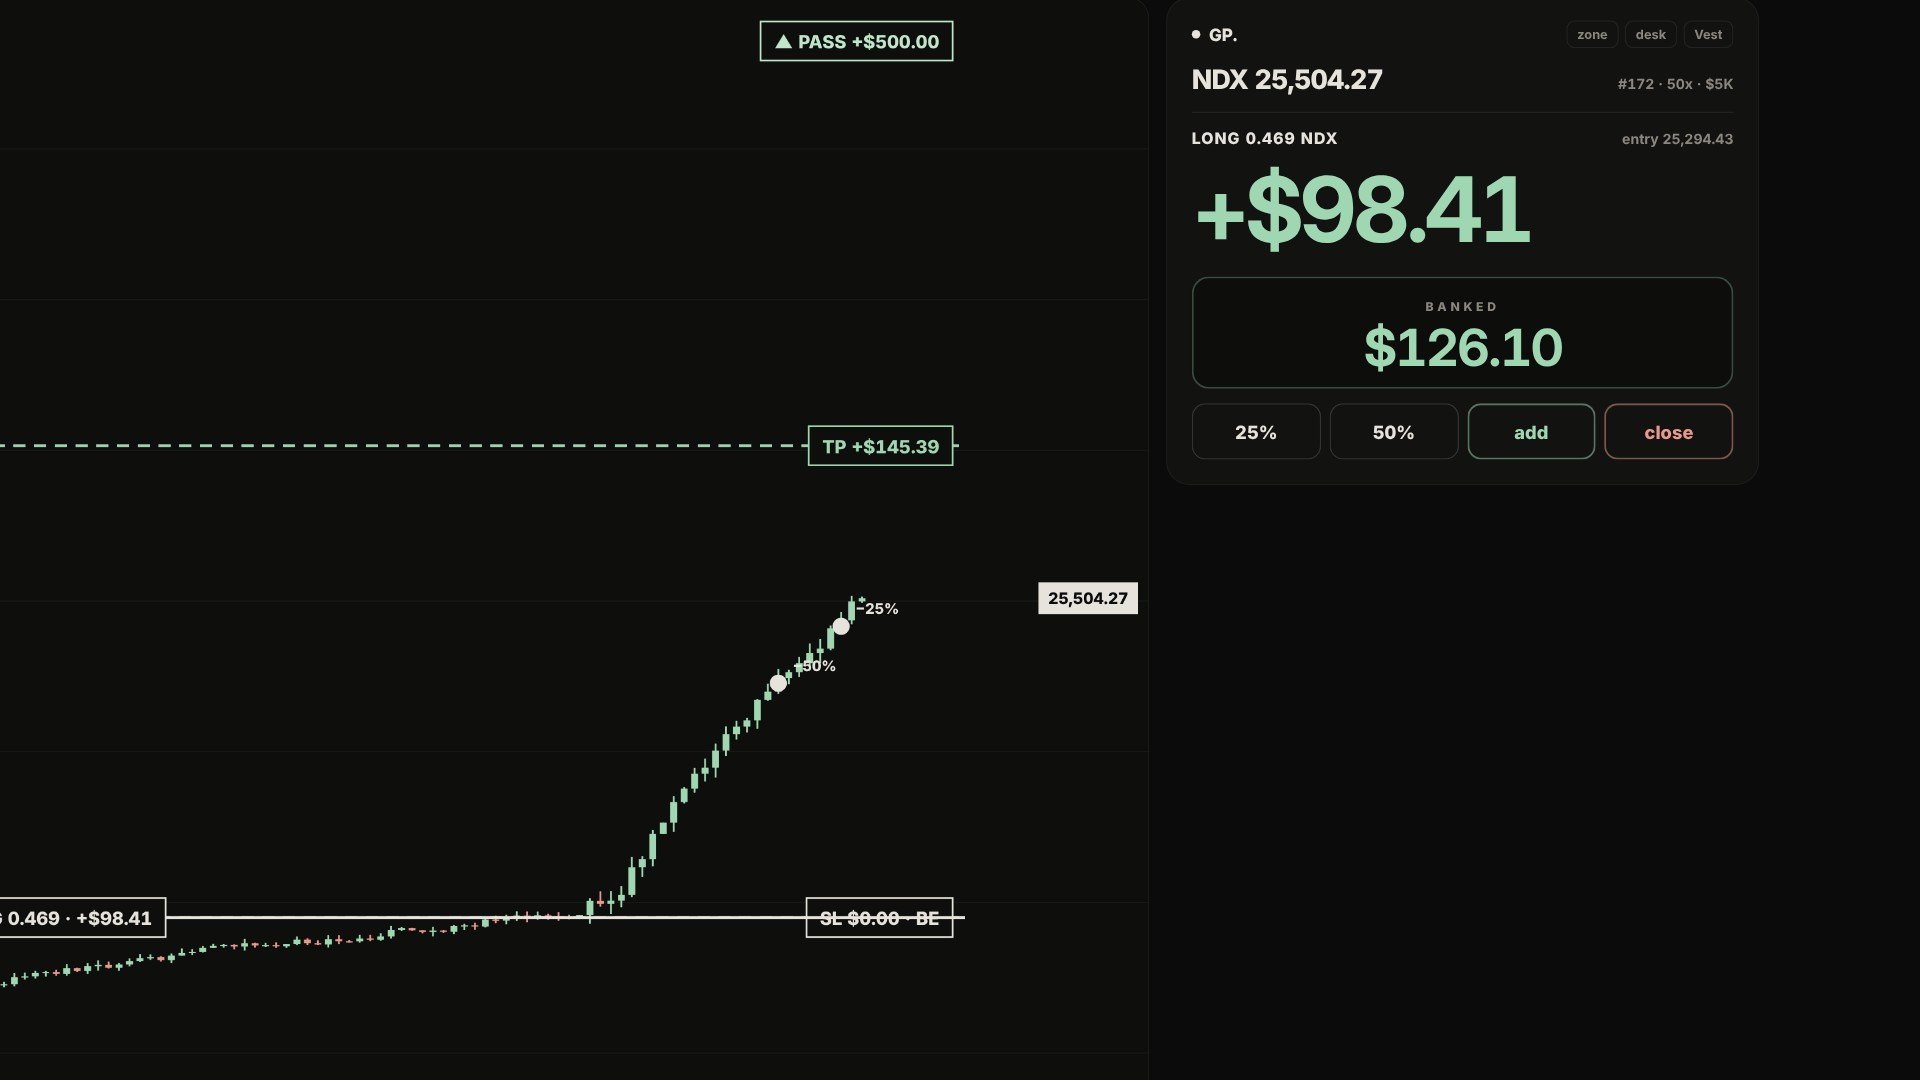 ▲ PASS +$500.00
TP +$145.39
25,504.27
−25%
−50%
0.469 · +$98.41
SL $0.00 · BE
GP.
zone
desk
Vest
NDX 25,504.27
#172 · 50x · $5K
LONG 0.469 NDX
entry 25,294.43
+$98.41
BANKED
$126.10
25%
50%
add
close